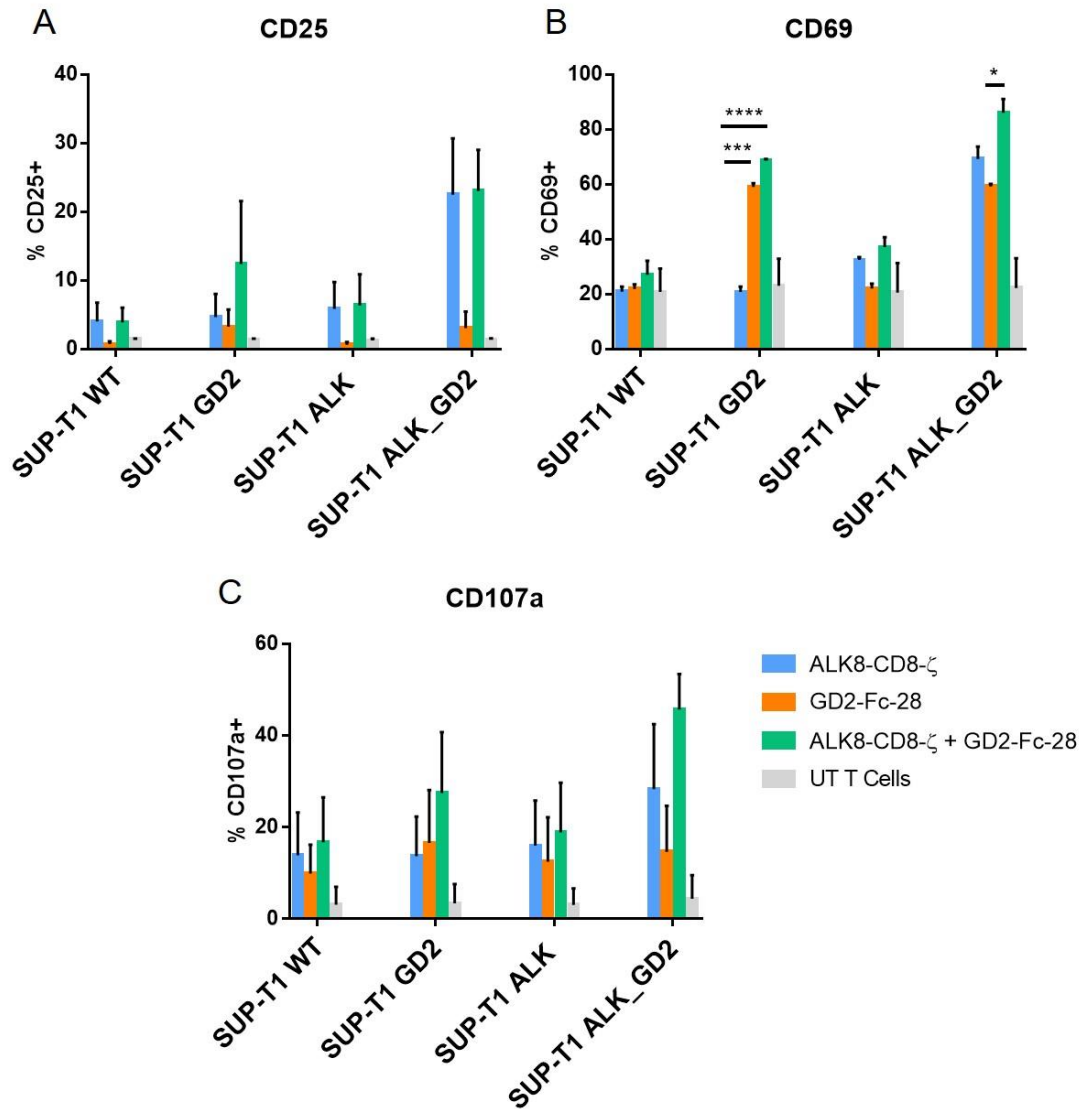 A
CD25
% CD25+
40
30
20
10
0
SUP-T1 WT
SUP-T1 GD2
SUP-T1 ALK
SUP-T1 ALK_GD2
B
CD69
% CD69+
100
80
60
40
20
0
****
***
*
SUP-T1 WT
SUP-T1 GD2
SUP-T1 ALK
SUP-T1 ALK_GD2
C
CD107a
% CD107a+
60
40
20
0
SUP-T1 WT
SUP-T1 GD2
SUP-T1 ALK
SUP-T1 ALK_GD2
ALK8-CD8-ζ
GD2-Fc-28
ALK8-CD8-ζ + GD2-Fc-28
UT T Cells